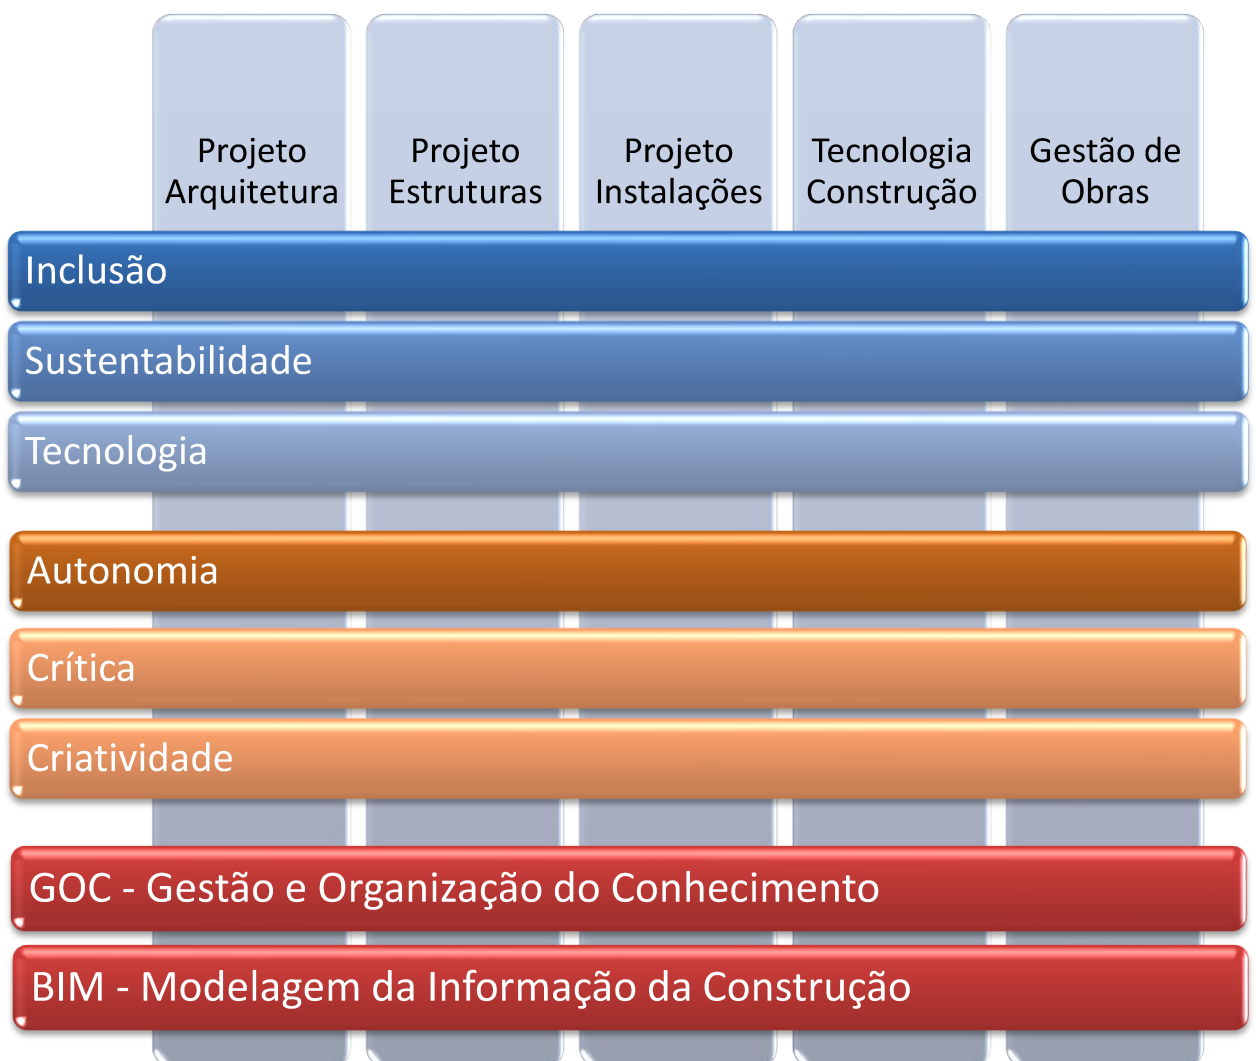 Projeto
Arquitetura
Projeto
Estruturas
Projeto
Instalações
Tecnologia
Construção
Gestão de
Obras
Inclusão
Sustentabilidade
Tecnologia
Autonomia
Crítica
Criatividade
GOC - Gestão e Organização do Conhecimento
BIM - Modelagem da Informação da Construção